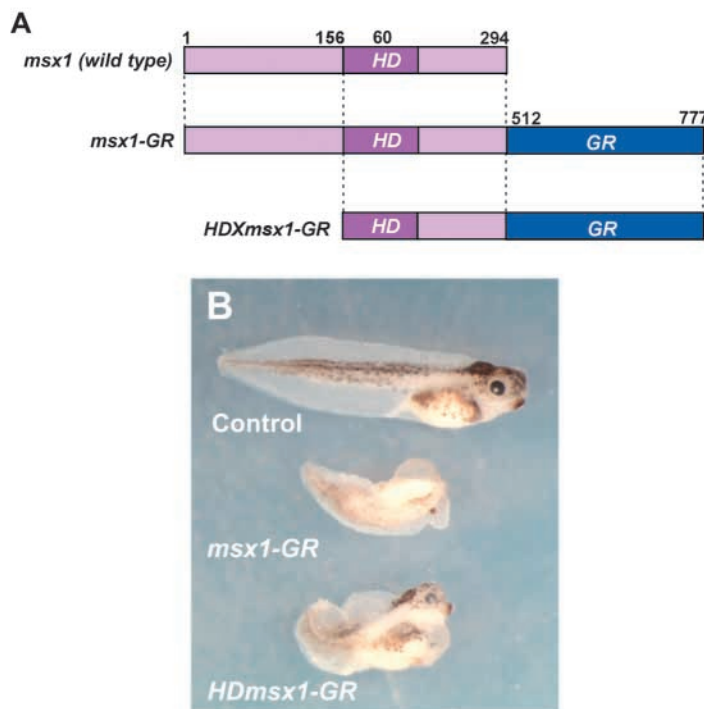 A
1 156 60 294
msx1 (wild type) HD
512 777
msx1-GR HD GR
HDXmsx1-GR HD GR
B
Control
msx1-GR
HDmsx1-GR